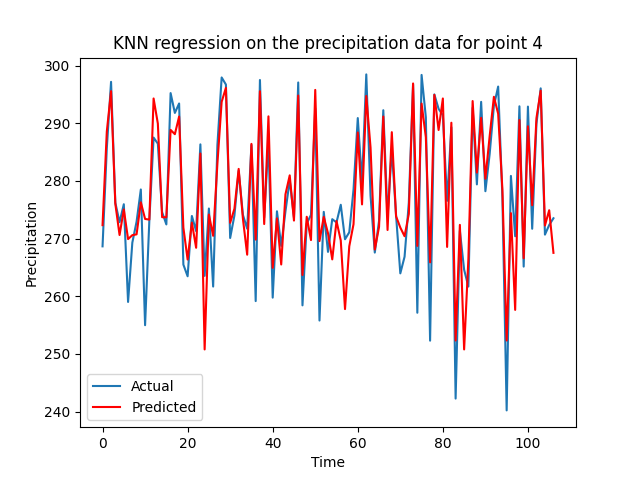 KNN regression on the precipitation data for point 4
300
290
280
270
260
250
240
Precipitation
Actual
Predicted
0
20
40
60
80
100
Time